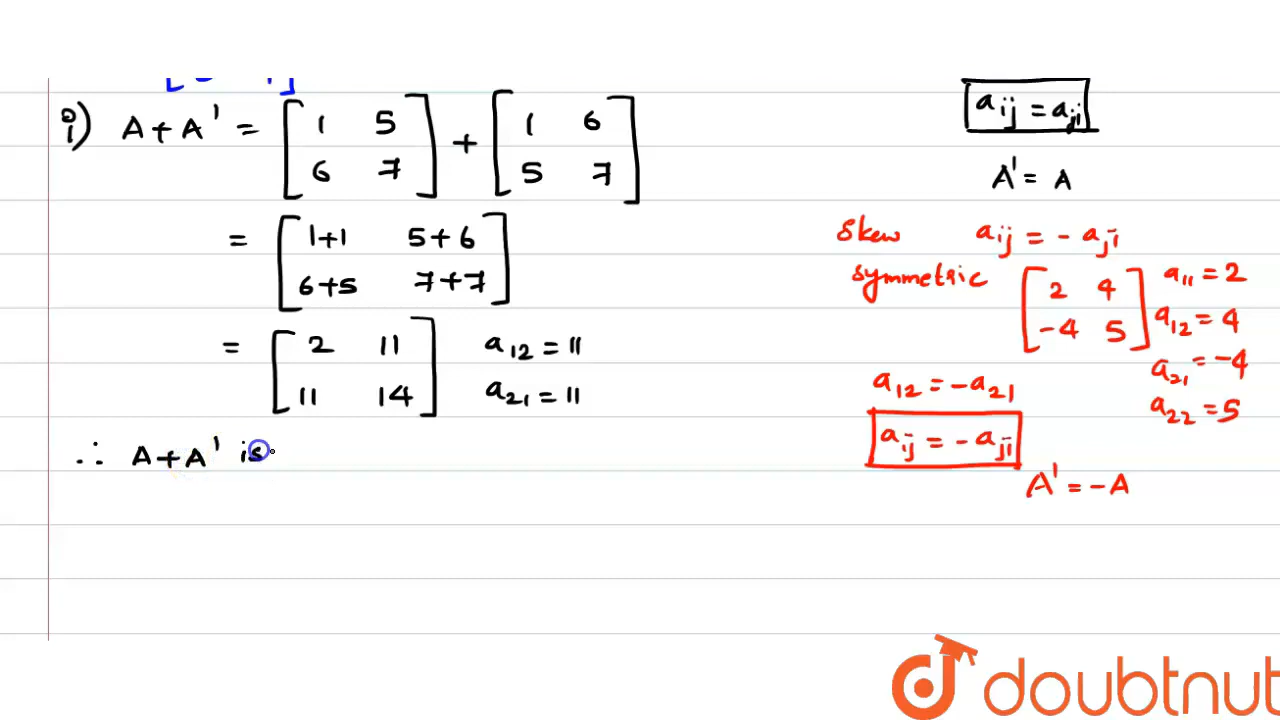 i) A + A' = [ 1 5 ] + [ 1 6 ]
6 7 5 7
= [ 1+1 5+6 ]
6+5 7+7
= [ 2 11 ] a12 = 11
11 14 a21 = 11
∴ A + A' is
aij = aji
A' = A
Skew aij = - aji
symmetric [ 2 4 ] a11 = 2
-4 5 a12 = 4
a21 = -4
a12 = -a21
a22 = 5
aij = - aji
A' = -A
doubtnut